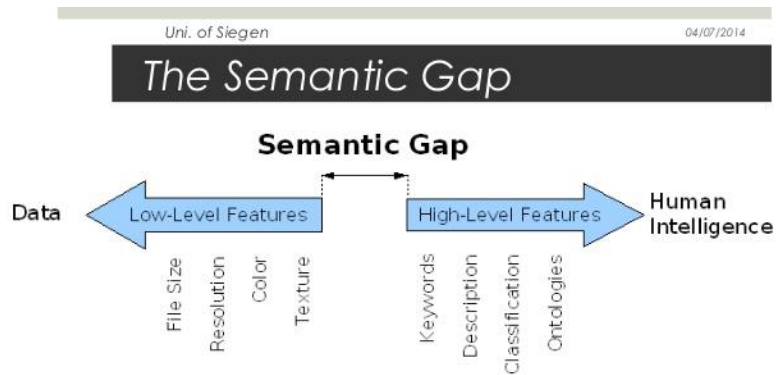 Uni. of Siegen
04/07/2014
The Semantic Gap
Semantic Gap
Data
Low-Level Features
High-Level Features
Human
Intelligence
File Size
Resolution
Color
Texture
Keywords
Description
Classification
Ontologies